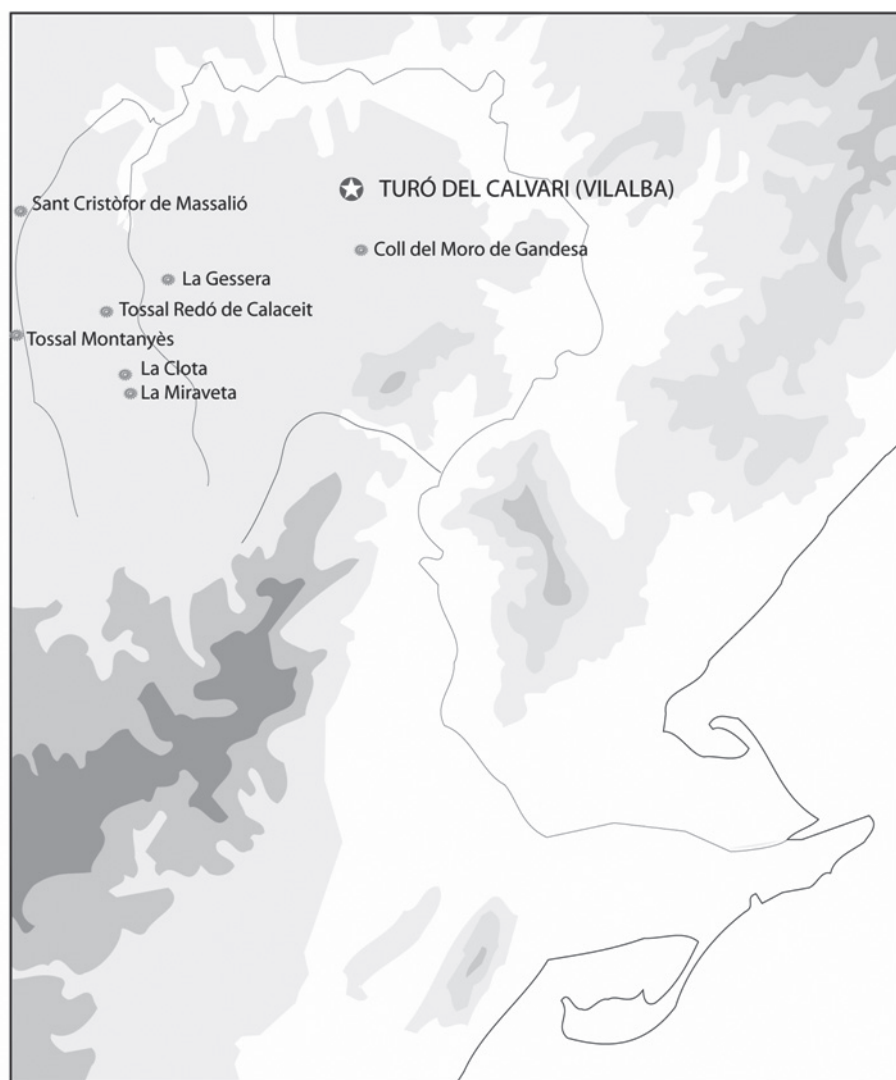 TURÓ DEL CALVARI (VILALBA)
Sant Cristòfor de Massalió
Coll del Moro de Gandesa
La Gessera
Tossal Redó de Calaceit
Tossal Montanyès
La Clota
La Miraveta